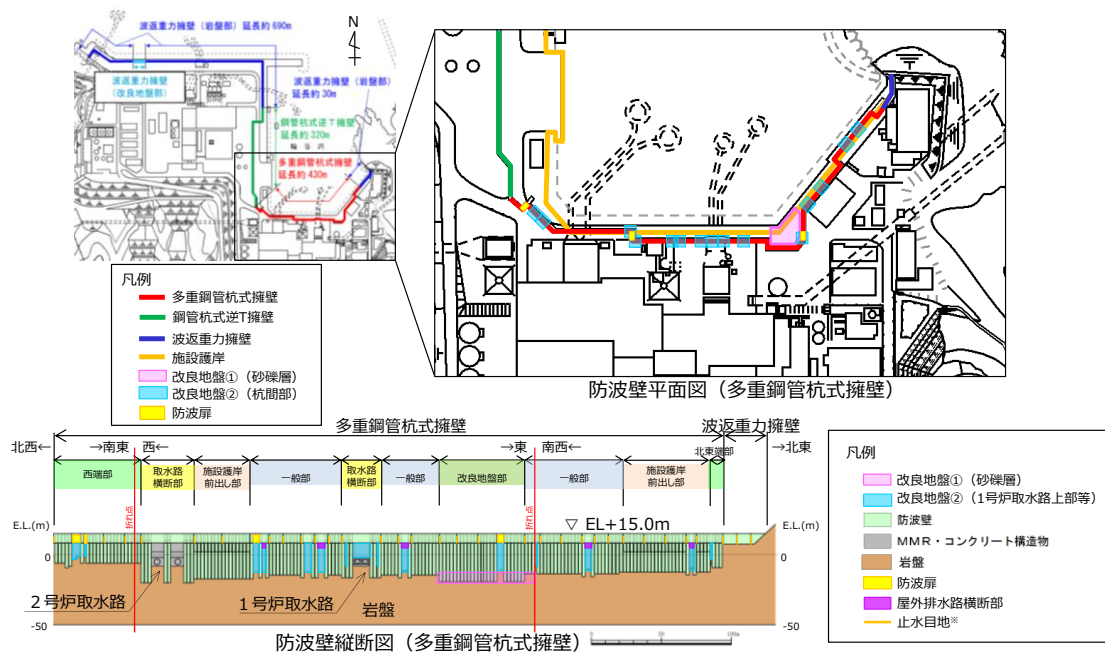 波返重力擁壁（岩盤部）延長約690m
N
波返重力擁壁
（改良地盤部）
波返重力擁壁（岩盤部）
延長約30m
鋼管杭式逆T擁壁
延長約320m
輪谷湾
多重鋼管杭式擁壁
延長約430m
凡例
多重鋼管杭式擁壁
鋼管杭式逆T擁壁
波返重力擁壁
施設護岸
改良地盤①（砂礫層）
改良地盤②（杭間部）
防波扉
防波壁平面図（多重鋼管杭式擁壁）
多重鋼管杭式擁壁
波返重力擁壁
北西←
→南東
西←
→東
南西←
→北東
西端部
取水路
横断部
施設護岸
前出し部
一般部
取水路
横断部
一般部
改良地盤部
一般部
施設護岸
前出し部
北東端部
折れ点
折れ点
E.L.(m)
E.L.(m)
▽ EL+15.0m
0
0
-50
-50
２号炉取水路
１号炉取水路
岩盤
防波壁縦断図（多重鋼管杭式擁壁）
0
50
100m
凡例
改良地盤①（砂礫層）
改良地盤②（1号炉取水路上部等）
防波壁
ＭＭＲ・コンクリート構造物
岩盤
防波扉
屋外排水路横断部
止水目地※